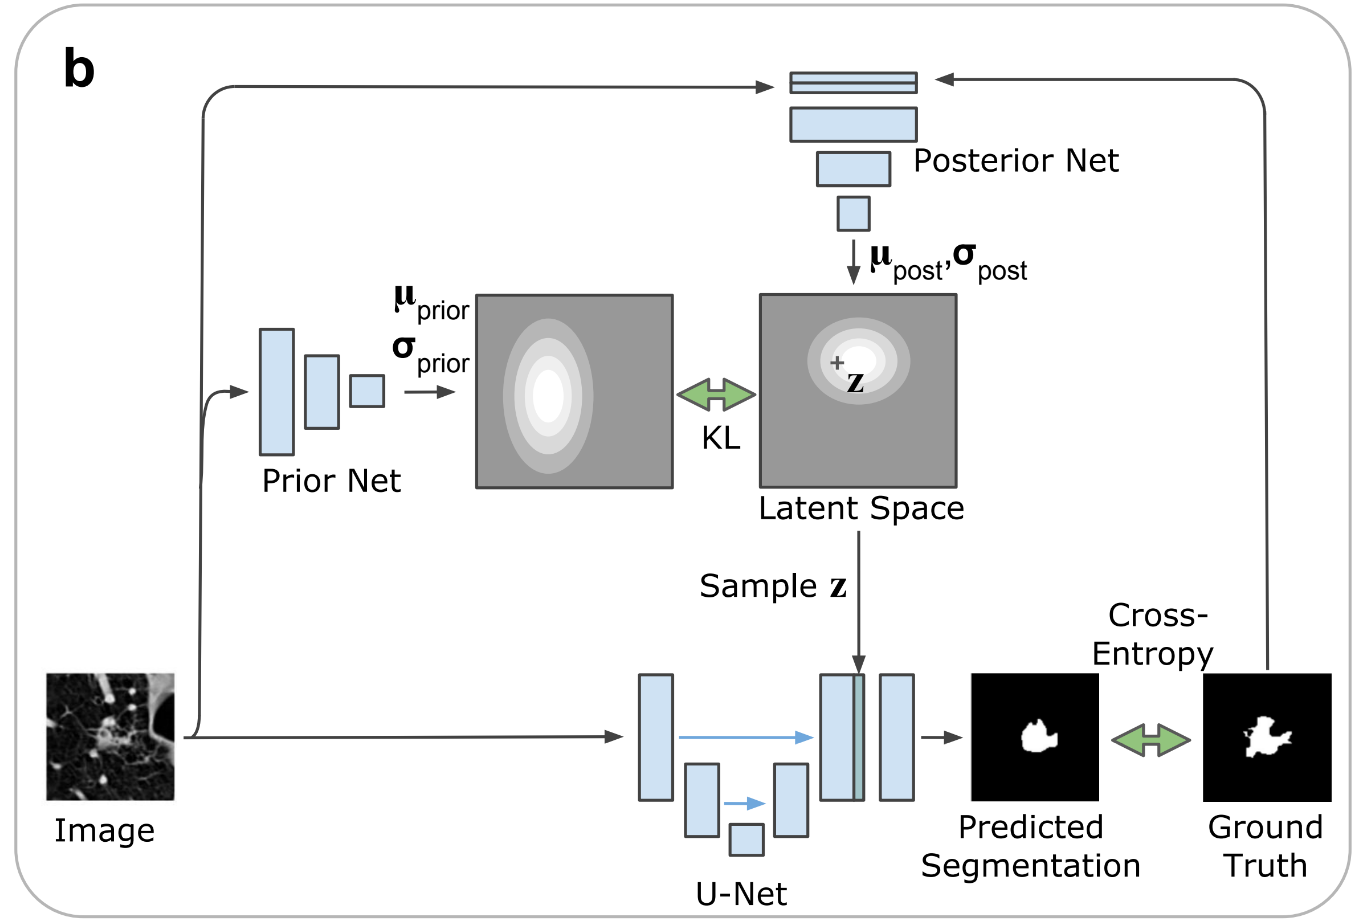 b
Posterior Net
μpost,σpost
μprior
σprior
z
KL
Prior Net
Latent Space
Sample z
Cross-
Entropy
Image
U-Net
Predicted
Segmentation
Ground
Truth